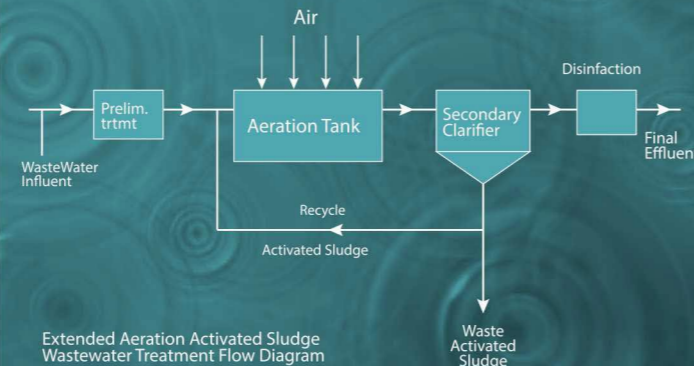 Air
Disinfaction
Prelim.
trtmt
Aeration Tank
Secondary
Clarifier
WasteWater
Influent
Final
Effluen
Recycle
Activated Sludge
Extended Aeration Activated Sludge
Wastewater Treatment Flow Diagram
Waste
Activated
Sludge